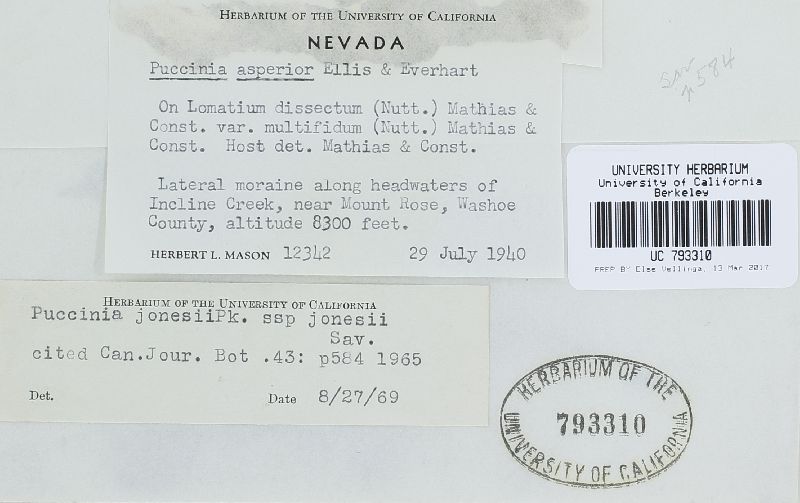 HERBARIUM OF THE UNIVERSITY OF CALIFORNIA
NEVADA
Puccinia asperior Ellis & Everhart
On Lomatium dissectum (Nutt.) Mathias &
Const. var. multifidum (Nutt.) Mathias &
Const. Host det. Mathias & Const.
Lateral moraine along headwaters of
Incline Creek, near Mount Rose, Washoe
County, altitude 8300 feet.
HERBERT L. MASON 12342 29 July 1940
Sav
p584
UNIVERSITY HERBARIUM
University of California
Berkeley
UC 793310
PREP BY Else Vellinga, 13 Mar 2017
HERBARIUM OF THE UNIVERSITY OF CALIFORNIA
Puccinia jonesiiPk. ssp jonesii
Sav.
cited Can.Jour. Bot .43: p584 1965
Det. Date 8/27/69
HERBARIUM OF THE
793310
UNIVERSITY OF CALIFORNIA